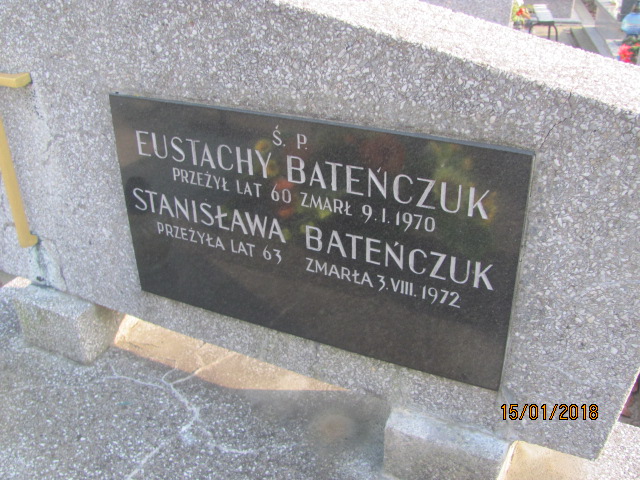 Ś. P.
EUSTACHY BATEŃCZUK
PRZEŻYŁ LAT 60 ZMARŁ 9.I.1970
STANISŁAWA BATEŃCZUK
PRZEŻYŁA LAT 63 ZMARŁA 3.VIII.1972
15/01/2018